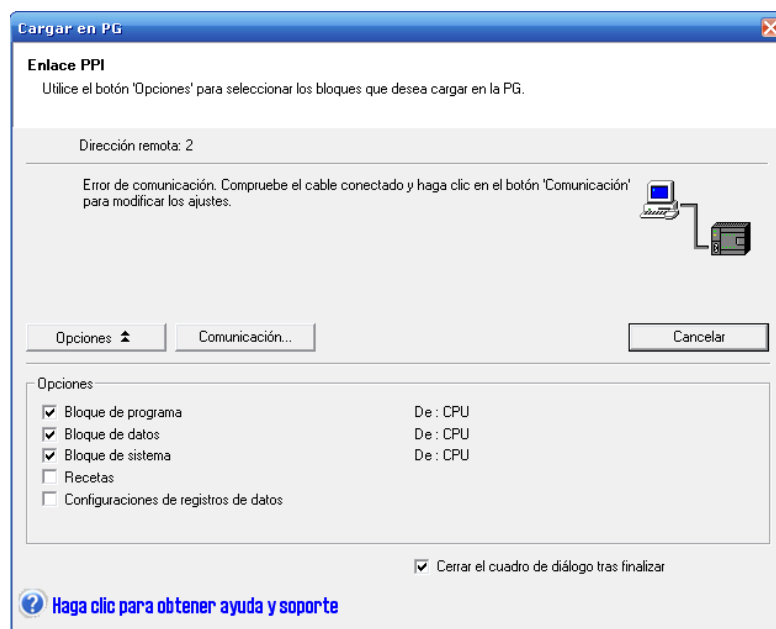 Cargar en PG
Enlace PPI
Utilice el botón 'Opciones' para seleccionar los bloques que desea cargar en la PG.
Dirección remota: 2
Error de comunicación. Compruebe el cable conectado y haga clic en el botón 'Comunicación'
para modificar los ajustes.
Opciones
Comunicación...
Cancelar
Opciones
Bloque de programa De : CPU
Bloque de datos De : CPU
Bloque de sistema De : CPU
Recetas
Configuraciones de registros de datos
Cerrar el cuadro de diálogo tras finalizar
Haga clic para obtener ayuda y soporte